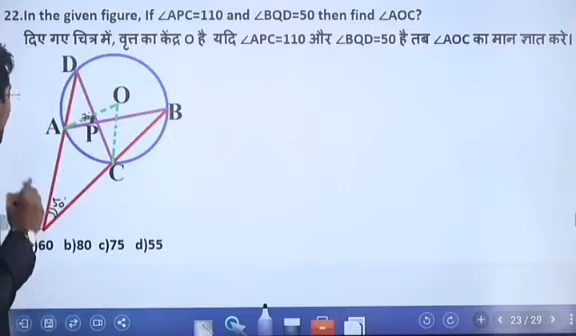 22.In the given figure, If ∠APC=110 and ∠BQD=50 then find ∠AOC?
दिए गए चित्र में, वृत्त का केंद्र O है यदि ∠APC=110 और ∠BQD=50 है तब ∠AOC का मान ज्ञात करे।
D
O
B
A
P
C
50°
)60 b)80 c)75 d)55
23 / 29